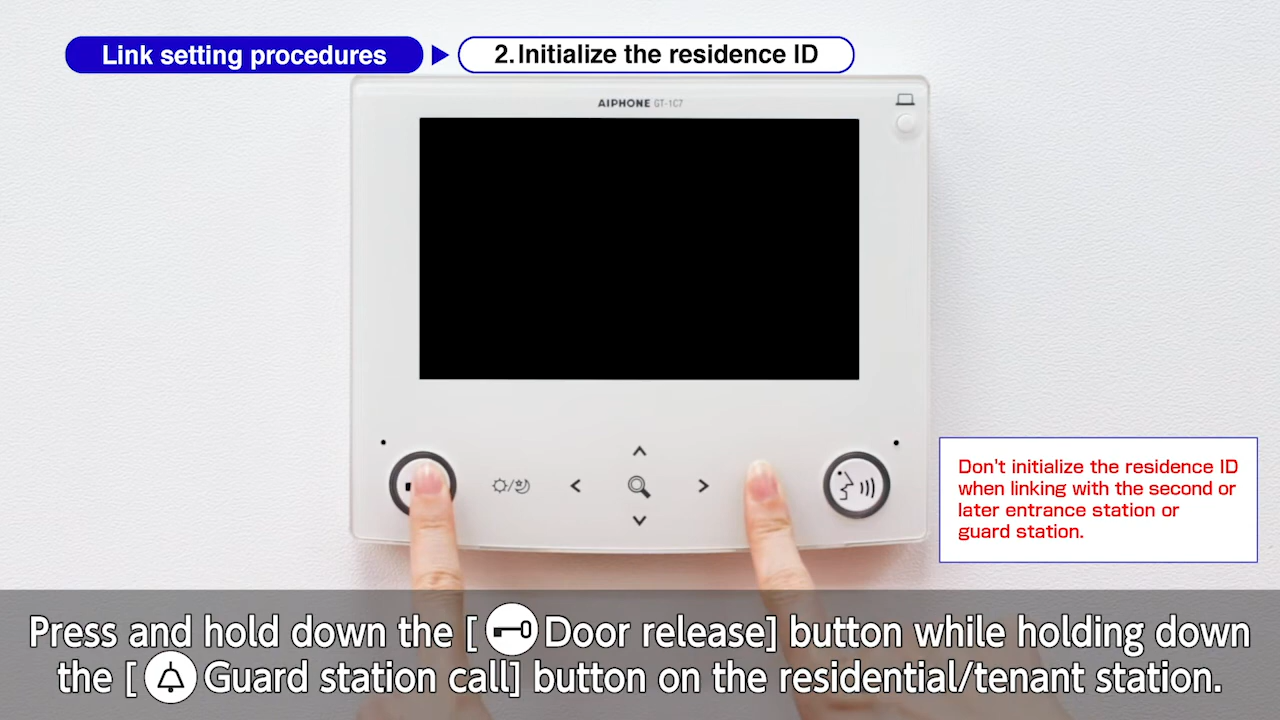 Link setting procedures
2. Initialize the residence ID
AIPHONE GT-1C7
Don't initialize the residence ID
when linking with the second or
later entrance station or
guard station.
Press and hold down the [ Door release] button while holding down
the [ Guard station call] button on the residential/tenant station.